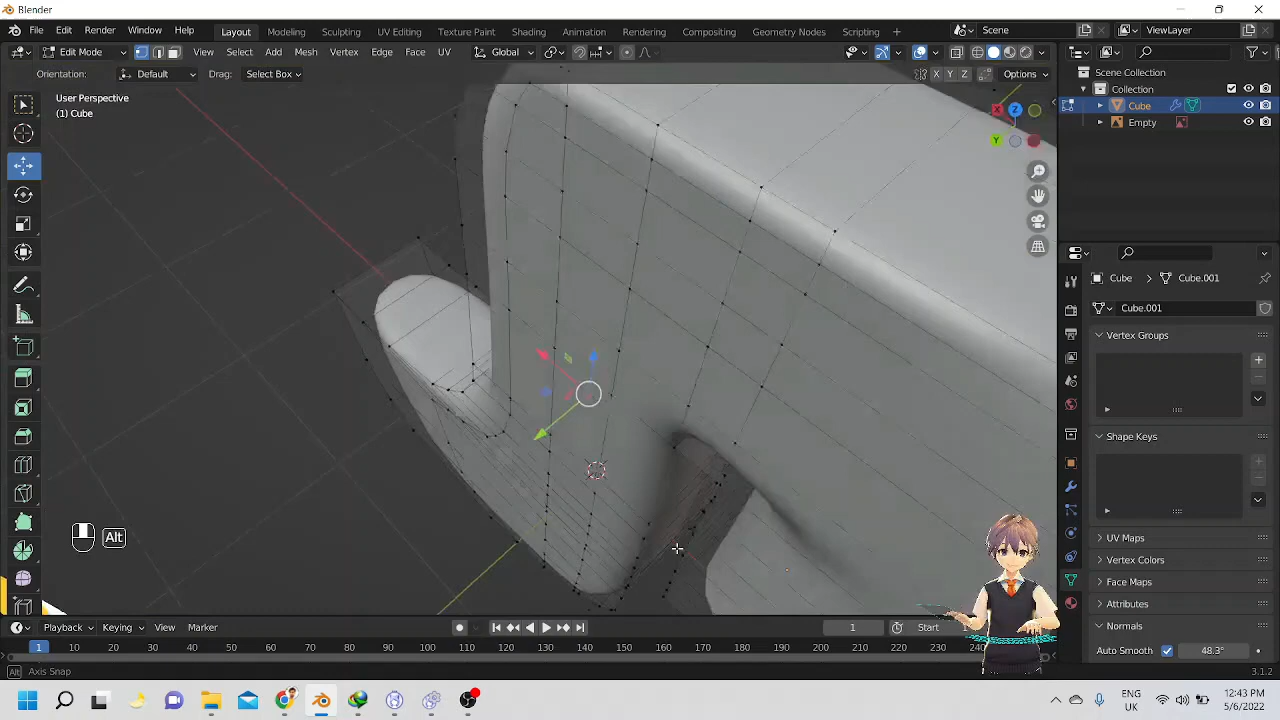 Blender
File Edit Render Window Help Layout Modeling Sculpting UV Editing Texture Paint Shading Animation Rendering Compositing Geometry Nodes Scripting + Scene ViewLayer
Edit Mode View Select Add Mesh Vertex Edge Face UV Global
Orientation: Default Drag: Select Box X Y Z Options
User Perspective
(1) Cube
X Z
Y
Alt
Scene Collection
Collection
Cube
Empty
Cube Cube.001
Cube.001
Vertex Groups
Shape Keys
UV Maps
Vertex Colors
Face Maps
Attributes
Normals
Auto Smooth 48.3°
Playback Keying View Marker 1 Start
1 10 20 30 40 50 60 70 80 90 100 110 120 130 140 150 160 170 180 190 200 210 220 230 240
Alt Axis Snap 3.1.2
ENG
UK
12:43 PM
5/6/2022